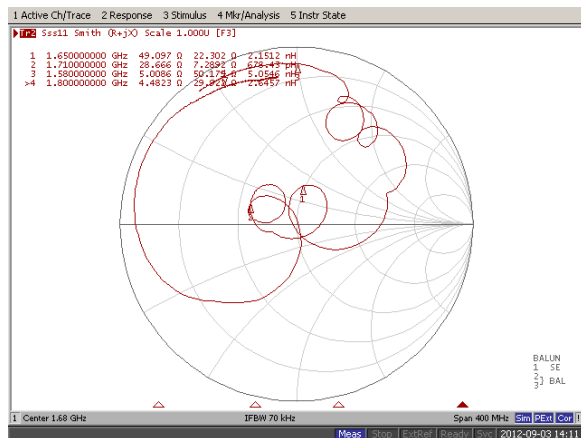 1 Active Ch/Trace 2 Response 3 Stimulus 4 Mkr/Analysis 5 Instr State
Tr2 Sss11 Smith (R+jX) Scale 1.000U [F3]
1 1.650000000 GHz 49.097 Ω 22.302 Ω 2.1512 nH
2 1.710000000 GHz 28.666 Ω 7.2892 Ω 678.43 pH
3 1.580000000 GHz 5.0086 Ω 50.179 Ω 5.0546 nH
>4 1.800000000 GHz 4.4823 Ω 29.922 Ω 2.6457 nH
3
1
2
BALUN
1 SE
2
3 ] BAL
1 Center 1.68 GHz IFBW 70 kHz Span 400 MHz Sim PExt Cor !
Meas Stop ExtRef Ready Svc 2012-09-03 14:11